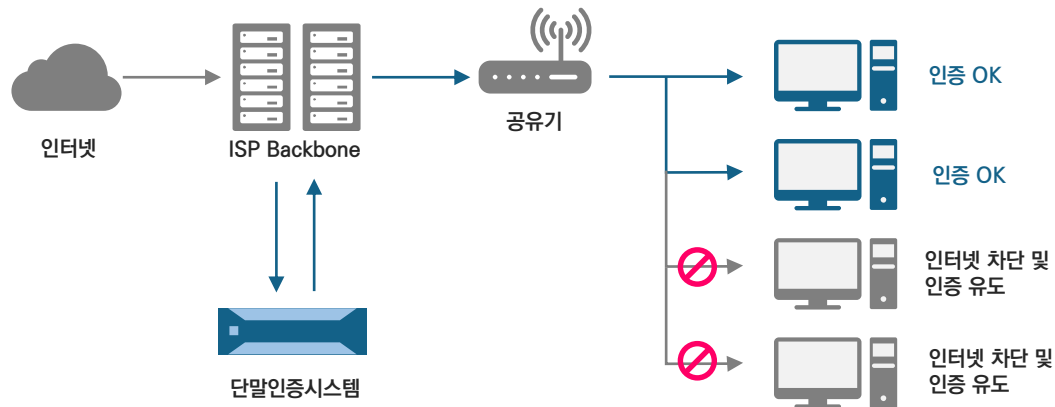 인터넷
ISP Backbone
공유기
단말인증시스템
인증 OK
인증 OK
인터넷 차단 및
인증 유도
인터넷 차단 및
인증 유도